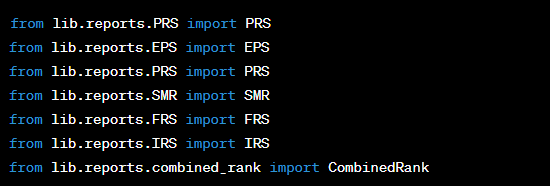 from lib.reports.PRS import PRS
from lib.reports.EPS import EPS
from lib.reports.PRS import PRS
from lib.reports.SMR import SMR
from lib.reports.FRS import FRS
from lib.reports.IRS import IRS
from lib.reports.combined_rank import CombinedRank